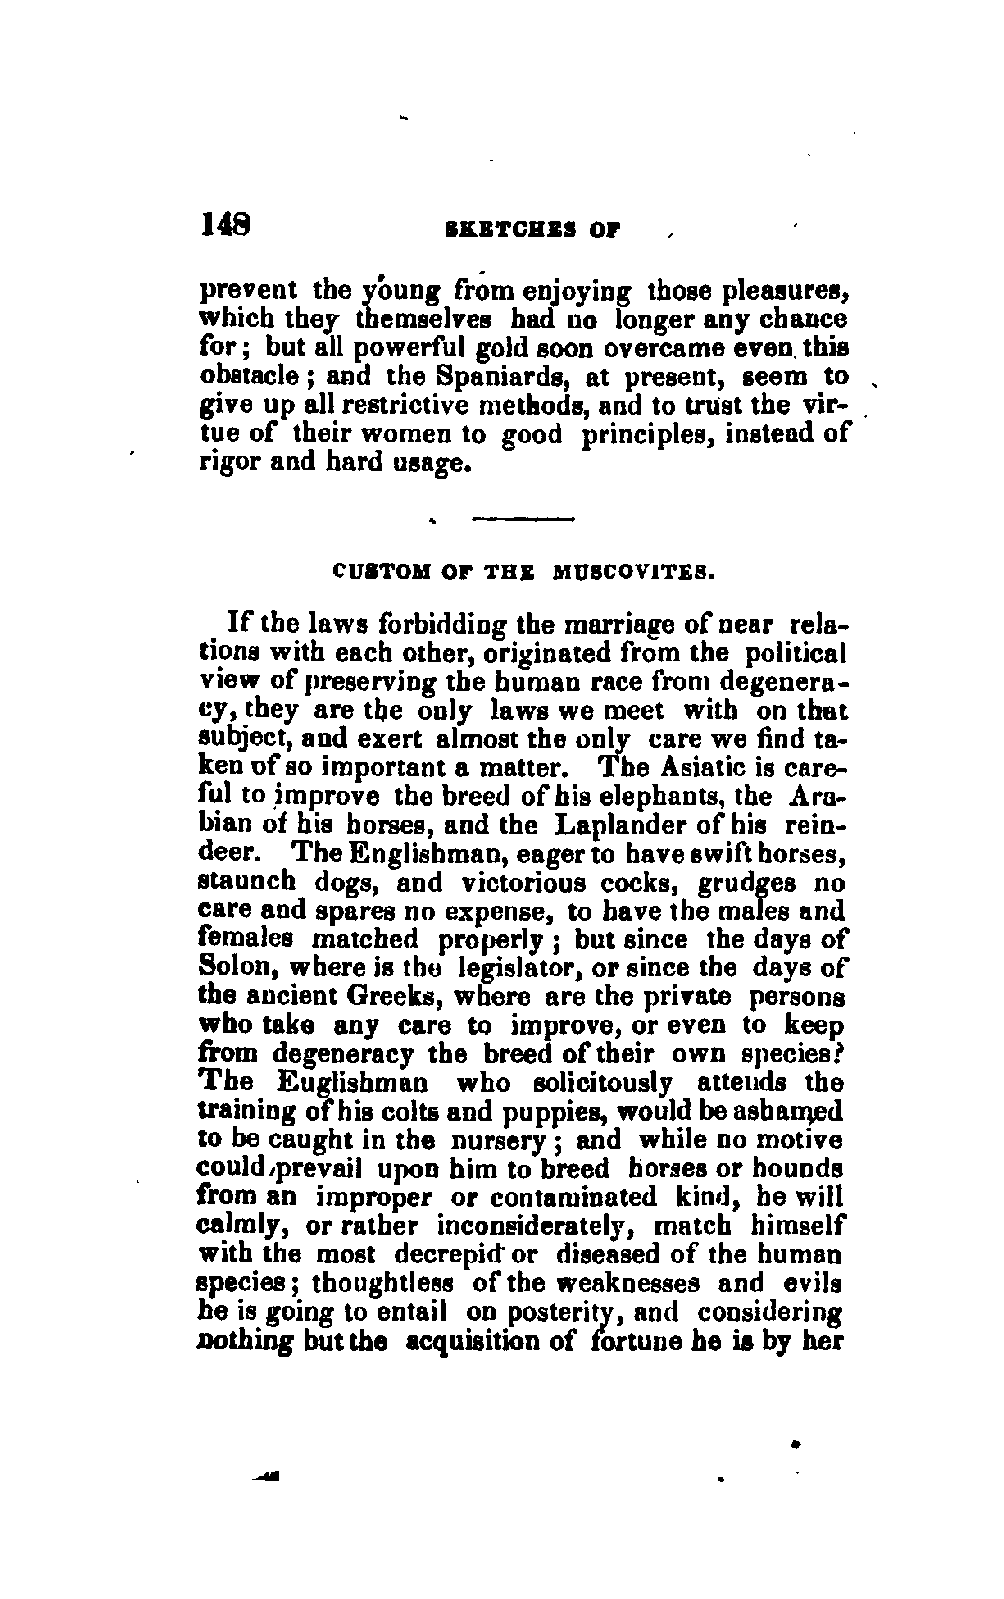 148 SKETCHES OF
prevent the young from enjoying those pleasures,
which they themselves had no longer any chance
for; but all powerful gold soon overcame even this
obstacle; and the Spaniards, at present, seem to
give up all restrictive methods, and to trust the vir-
tue of their women to good principles, instead of
rigor and hard usage.
CUSTOM OF THE MUSCOVITES.
If the laws forbidding the marriage of near rela-
tions with each other, originated from the political
view of preserving the human race from degenera-
cy, they are the only laws we meet with on that
subject, and exert almost the only care we find ta-
ken of so important a matter. The Asiatic is care-
ful to improve the breed of his elephants, the Ara-
bian of his horses, and the Laplander of his rein-
deer. The Englishman, eager to have swift horses,
staunch dogs, and victorious cocks, grudges no
care and spares no expense, to have the males and
females matched properly; but since the days of
Solon, where is the legislator, or since the days of
the ancient Greeks, where are the private persons
who take any care to improve, or even to keep
from degeneracy the breed of their own species?
The Englishman who solicitously attends the
training of his colts and puppies, would be ashamed
to be caught in the nursery; and while no motive
could prevail upon him to breed horses or hounds
from an improper or contaminated kind, he will
calmly, or rather inconsiderately, match himself
with the most decrepid or diseased of the human
species; thoughtless of the weaknesses and evils
he is going to entail on posterity, and considering
nothing but the acquisition of fortune he is by her